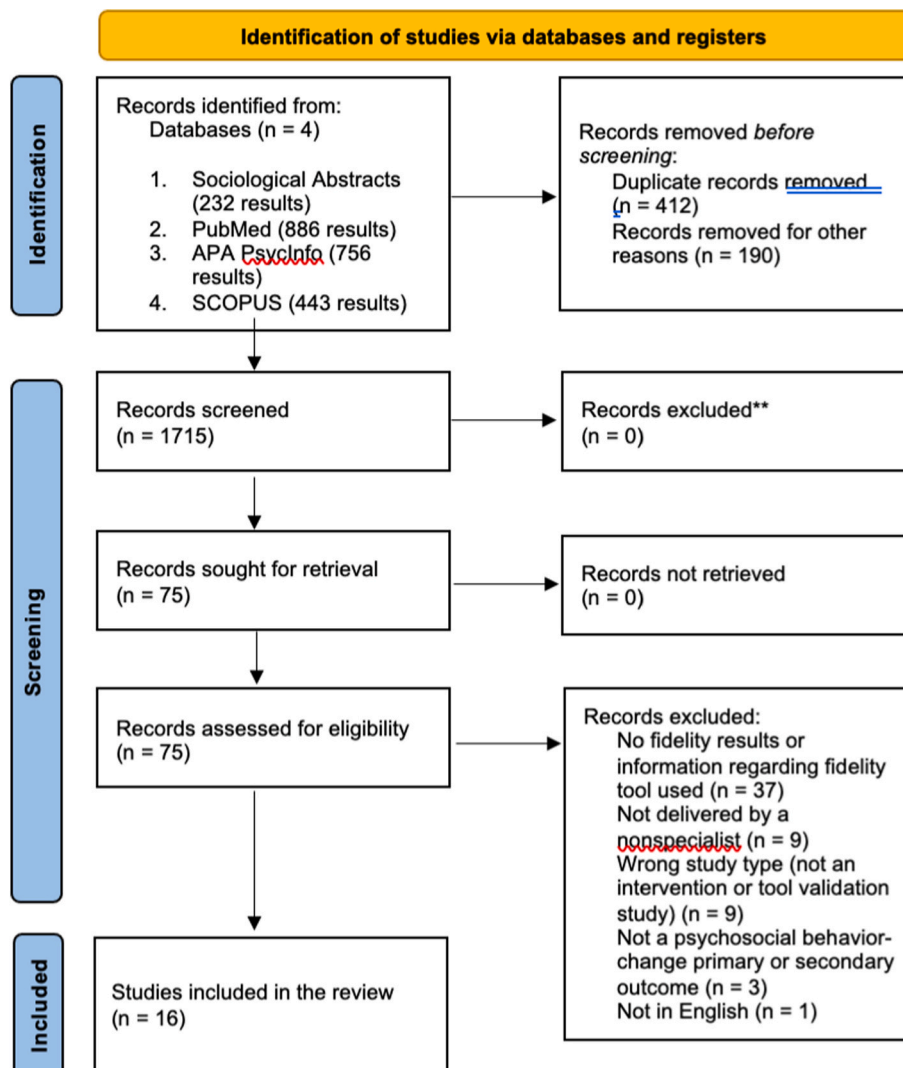 Identification of studies via databases and registers
Identification
Records identified from:
Databases (n = 4)
1. Sociological Abstracts
(232 results)
2. PubMed (886 results)
3. APA PsycInfo (756
results)
4. SCOPUS (443 results)
Records removed before
screening:
Duplicate records removed
(n = 412)
Records removed for other
reasons (n = 190)
Screening
Records screened
(n = 1715)
Records excluded**
(n = 0)
Records sought for retrieval
(n = 75)
Records not retrieved
(n = 0)
Records assessed for eligibility
(n = 75)
Records excluded:
No fidelity results or
information regarding fidelity
tool used (n = 37)
Not delivered by a
nonspecialist (n = 9)
Wrong study type (not an
intervention or tool validation
study) (n = 9)
Not a psychosocial behavior-
change primary or secondary
outcome (n = 3)
Not in English (n = 1)
Included
Studies included in the review
(n = 16)